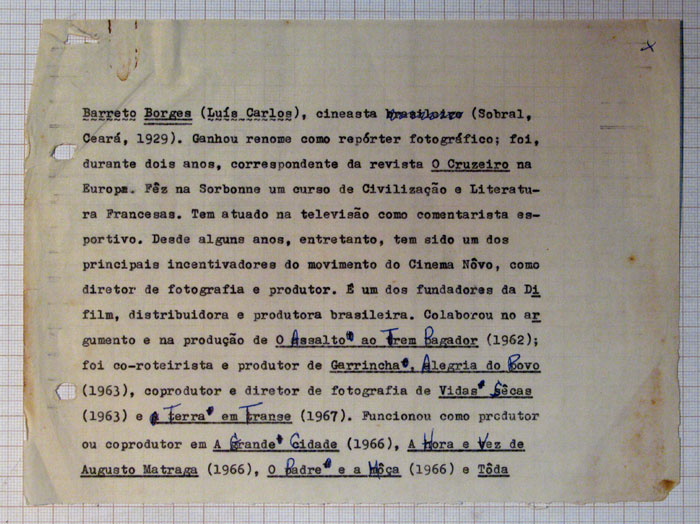 Barreto Borges (Luís Carlos), cineasta brasileiro (Sobral,
Ceará, 1929). Ganhou renome como repórter fotográfico; foi,
durante dois anos, correspondente da revista O Cruzeiro na
Europa. Fêz na Sorbonne um curso de Civilização e Literatu-
ra Francesas. Tem atuado na televisão como comentarista es-
portivo. Desde alguns anos, entretanto, tem sido um dos
principais incentivadores do movimento do Cinema Nôvo, como
diretor de fotografia e produtor. É um dos fundadores da Di
film, distribuidora e produtora brasileira. Colaborou no ar
gumento e na produção de O Assalto ao Trem Pagador (1962);
foi co-roteirista e produtor de Garrincha, Alegria do Povo
(1963), coprodutor e diretor de fotografia de Vidas Sêcas
(1963) e Terra em Transe (1967). Funcionou como produtor
ou coprodutor em A Grande Cidade (1966), A Hora e Vez de
Augusto Matraga (1966), O Padre e a Môça (1966) e Tôda